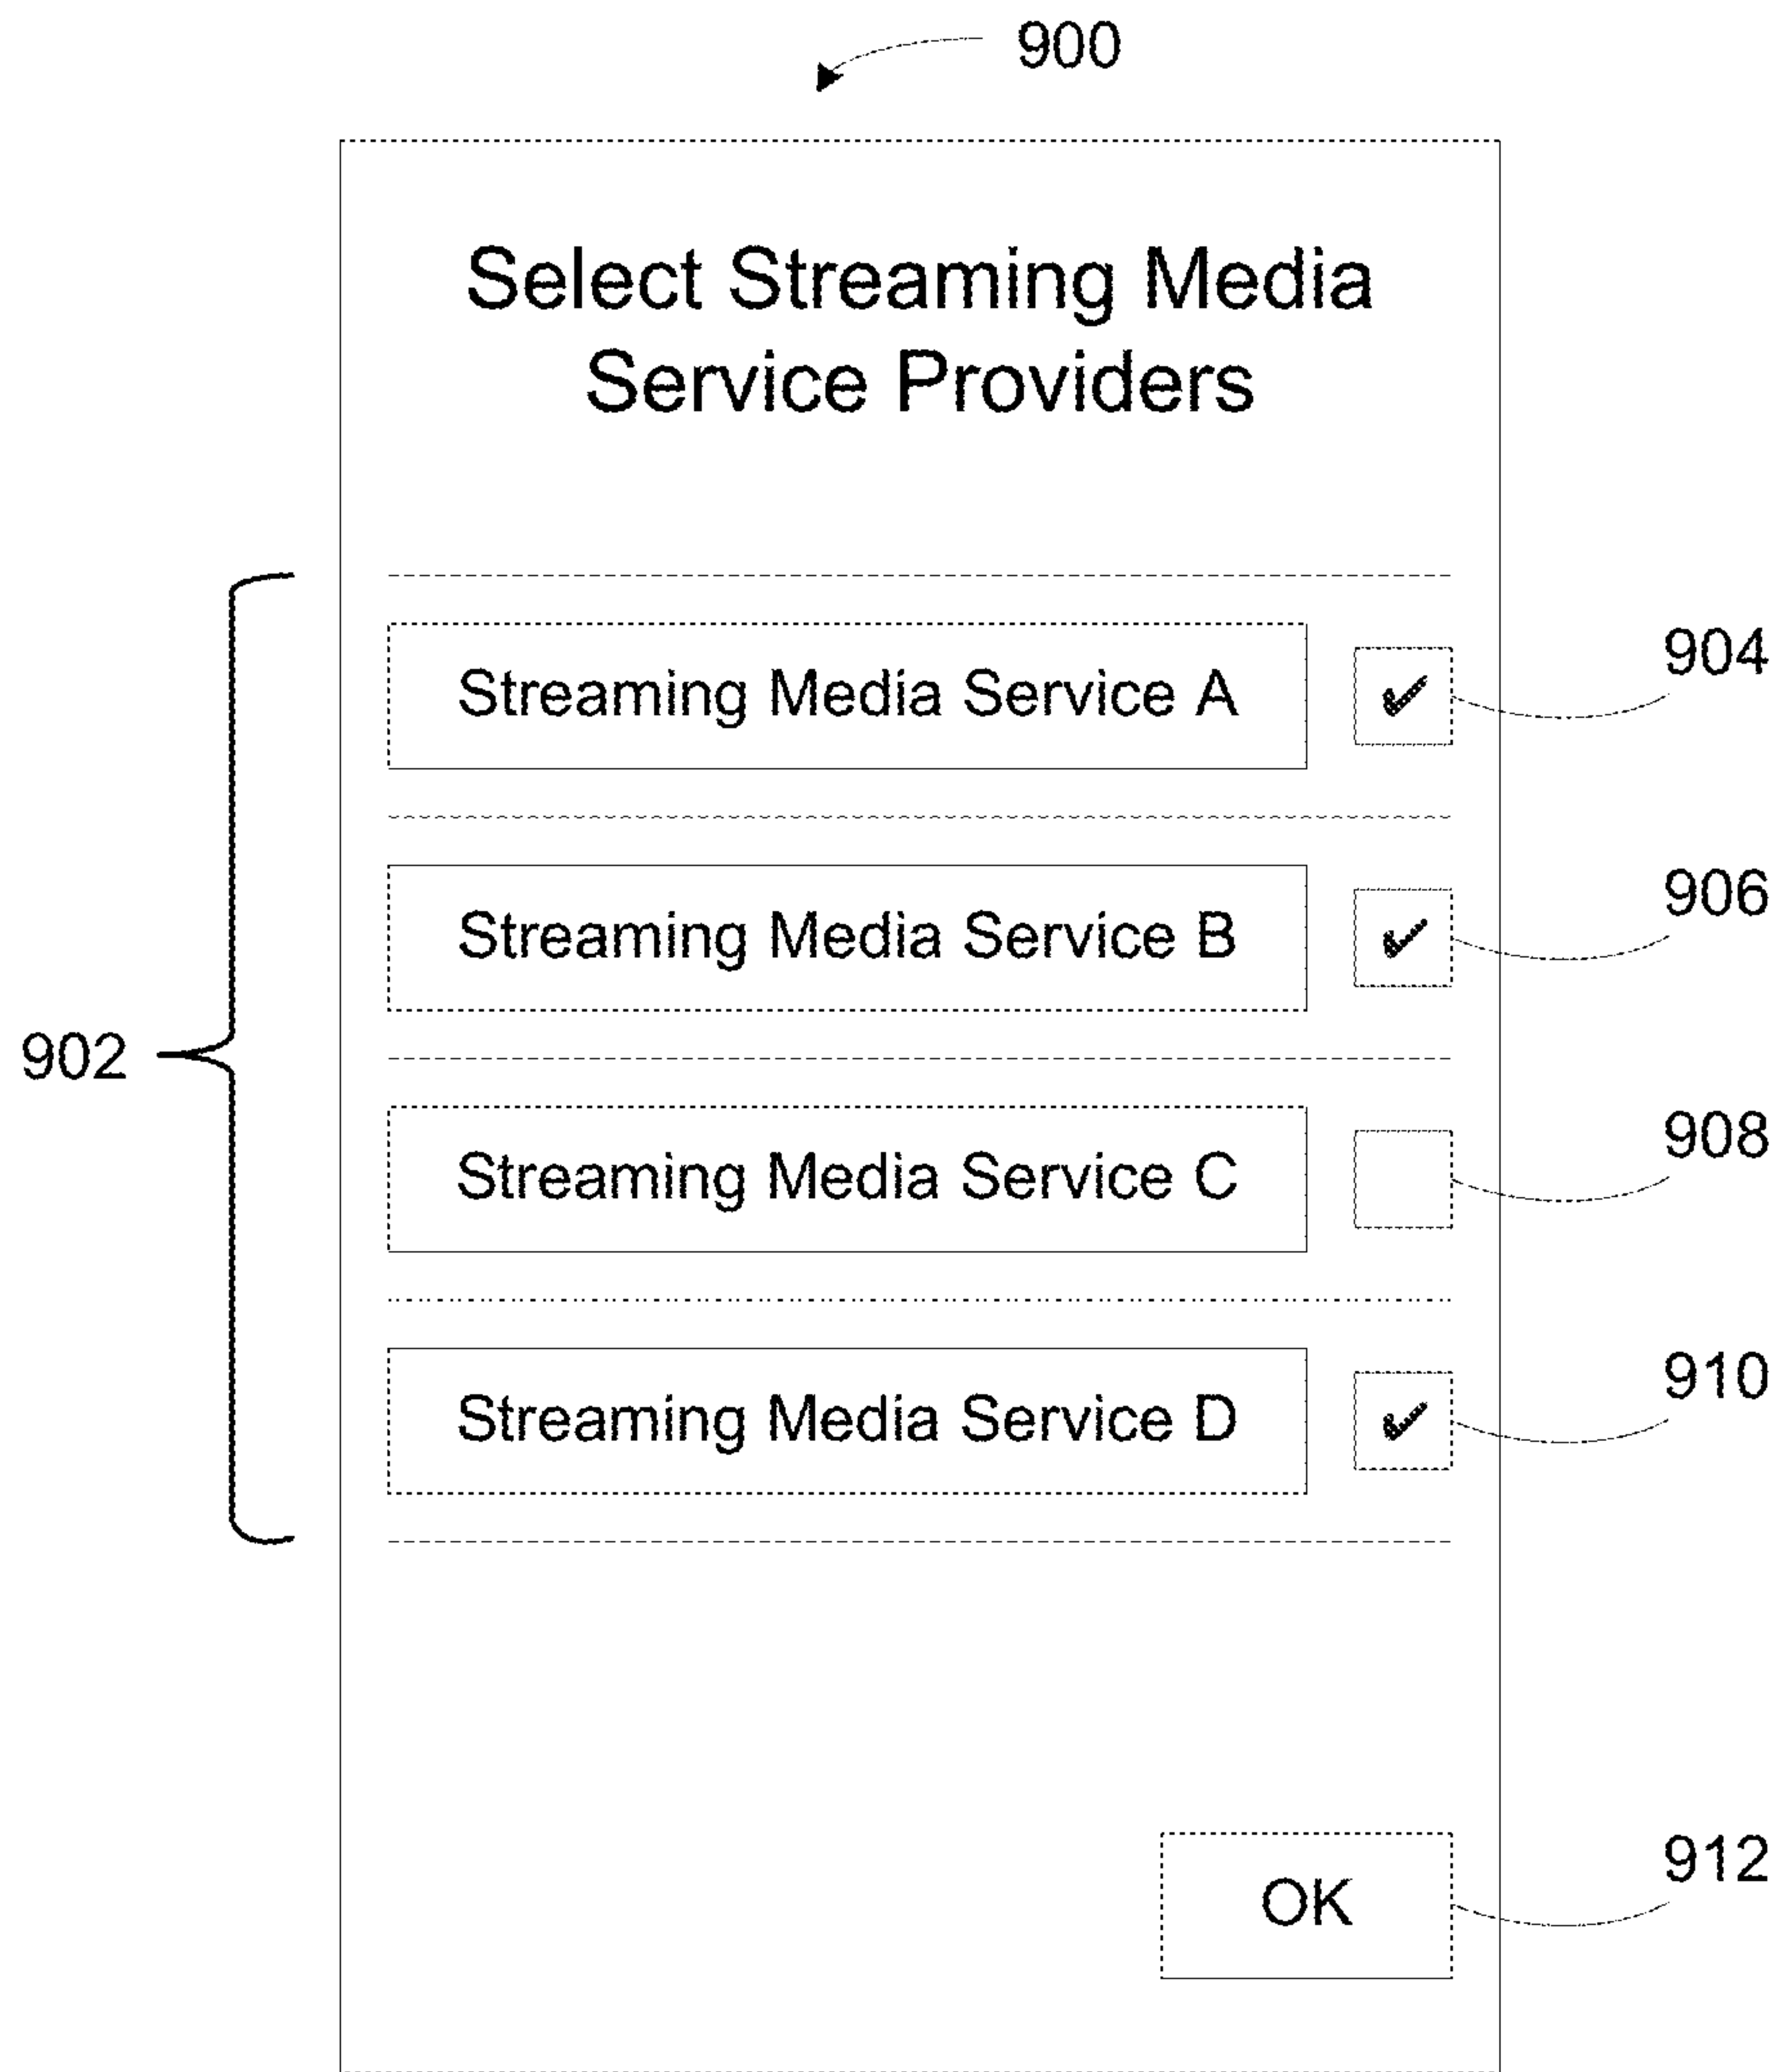 900
Select Streaming Media
Service Providers
Streaming Media Service A
904
Streaming Media Service B
906
902
Streaming Media Service C
908
Streaming Media Service D
910
OK
912